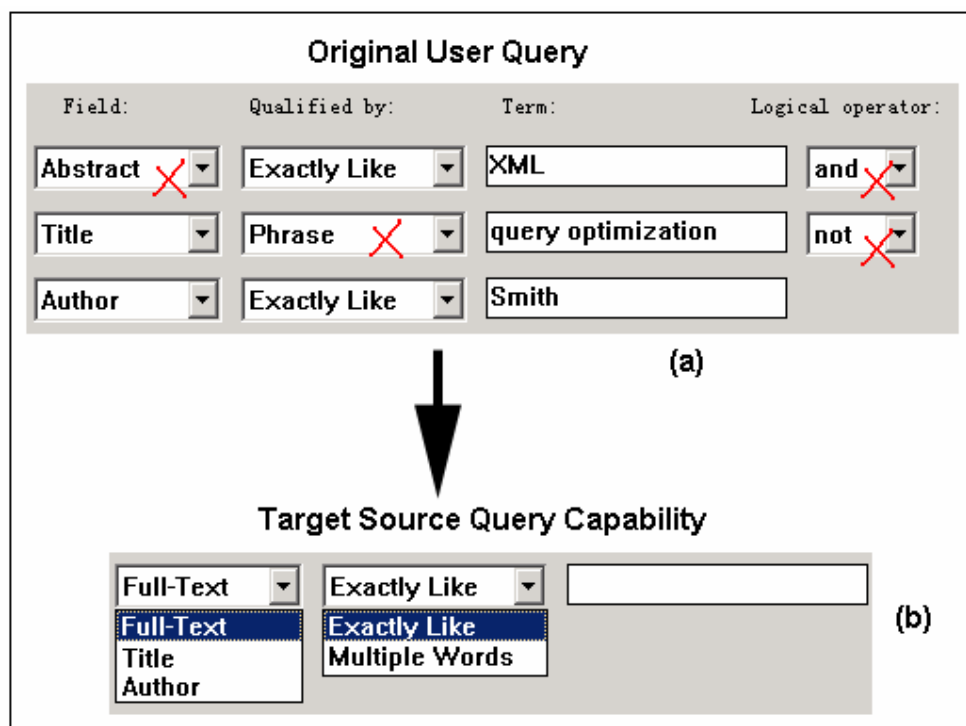 Original User Query
Field: Qualified by: Term: Logical operator:
Abstract Exactly Like XML and
Title Phrase query optimization not
Author Exactly Like Smith
(a)
Target Source Query Capability
Full-Text Exactly Like
Full-Text Exactly Like
Title Multiple Words
Author
(b)